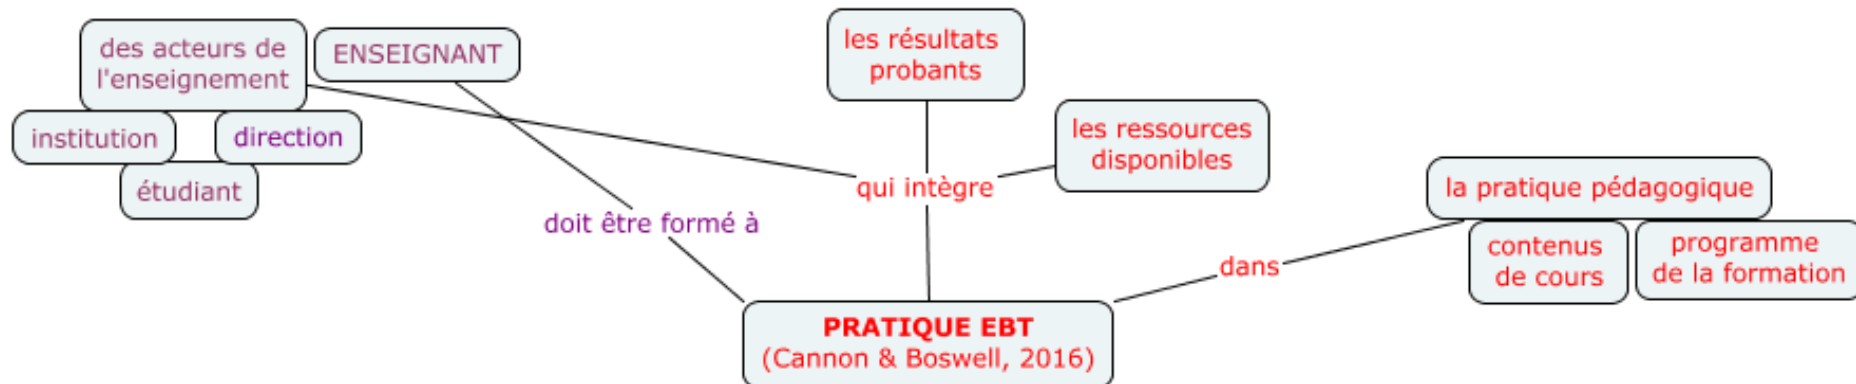 des acteurs de
l'enseignement
ENSEIGNANT
institution
direction
étudiant
les résultats
probants
les ressources
disponibles
qui intègre
doit être formé à
la pratique pédagogique
contenus
de cours
programme
de la formation
dans
PRATIQUE EBT
(Cannon & Boswell, 2016)